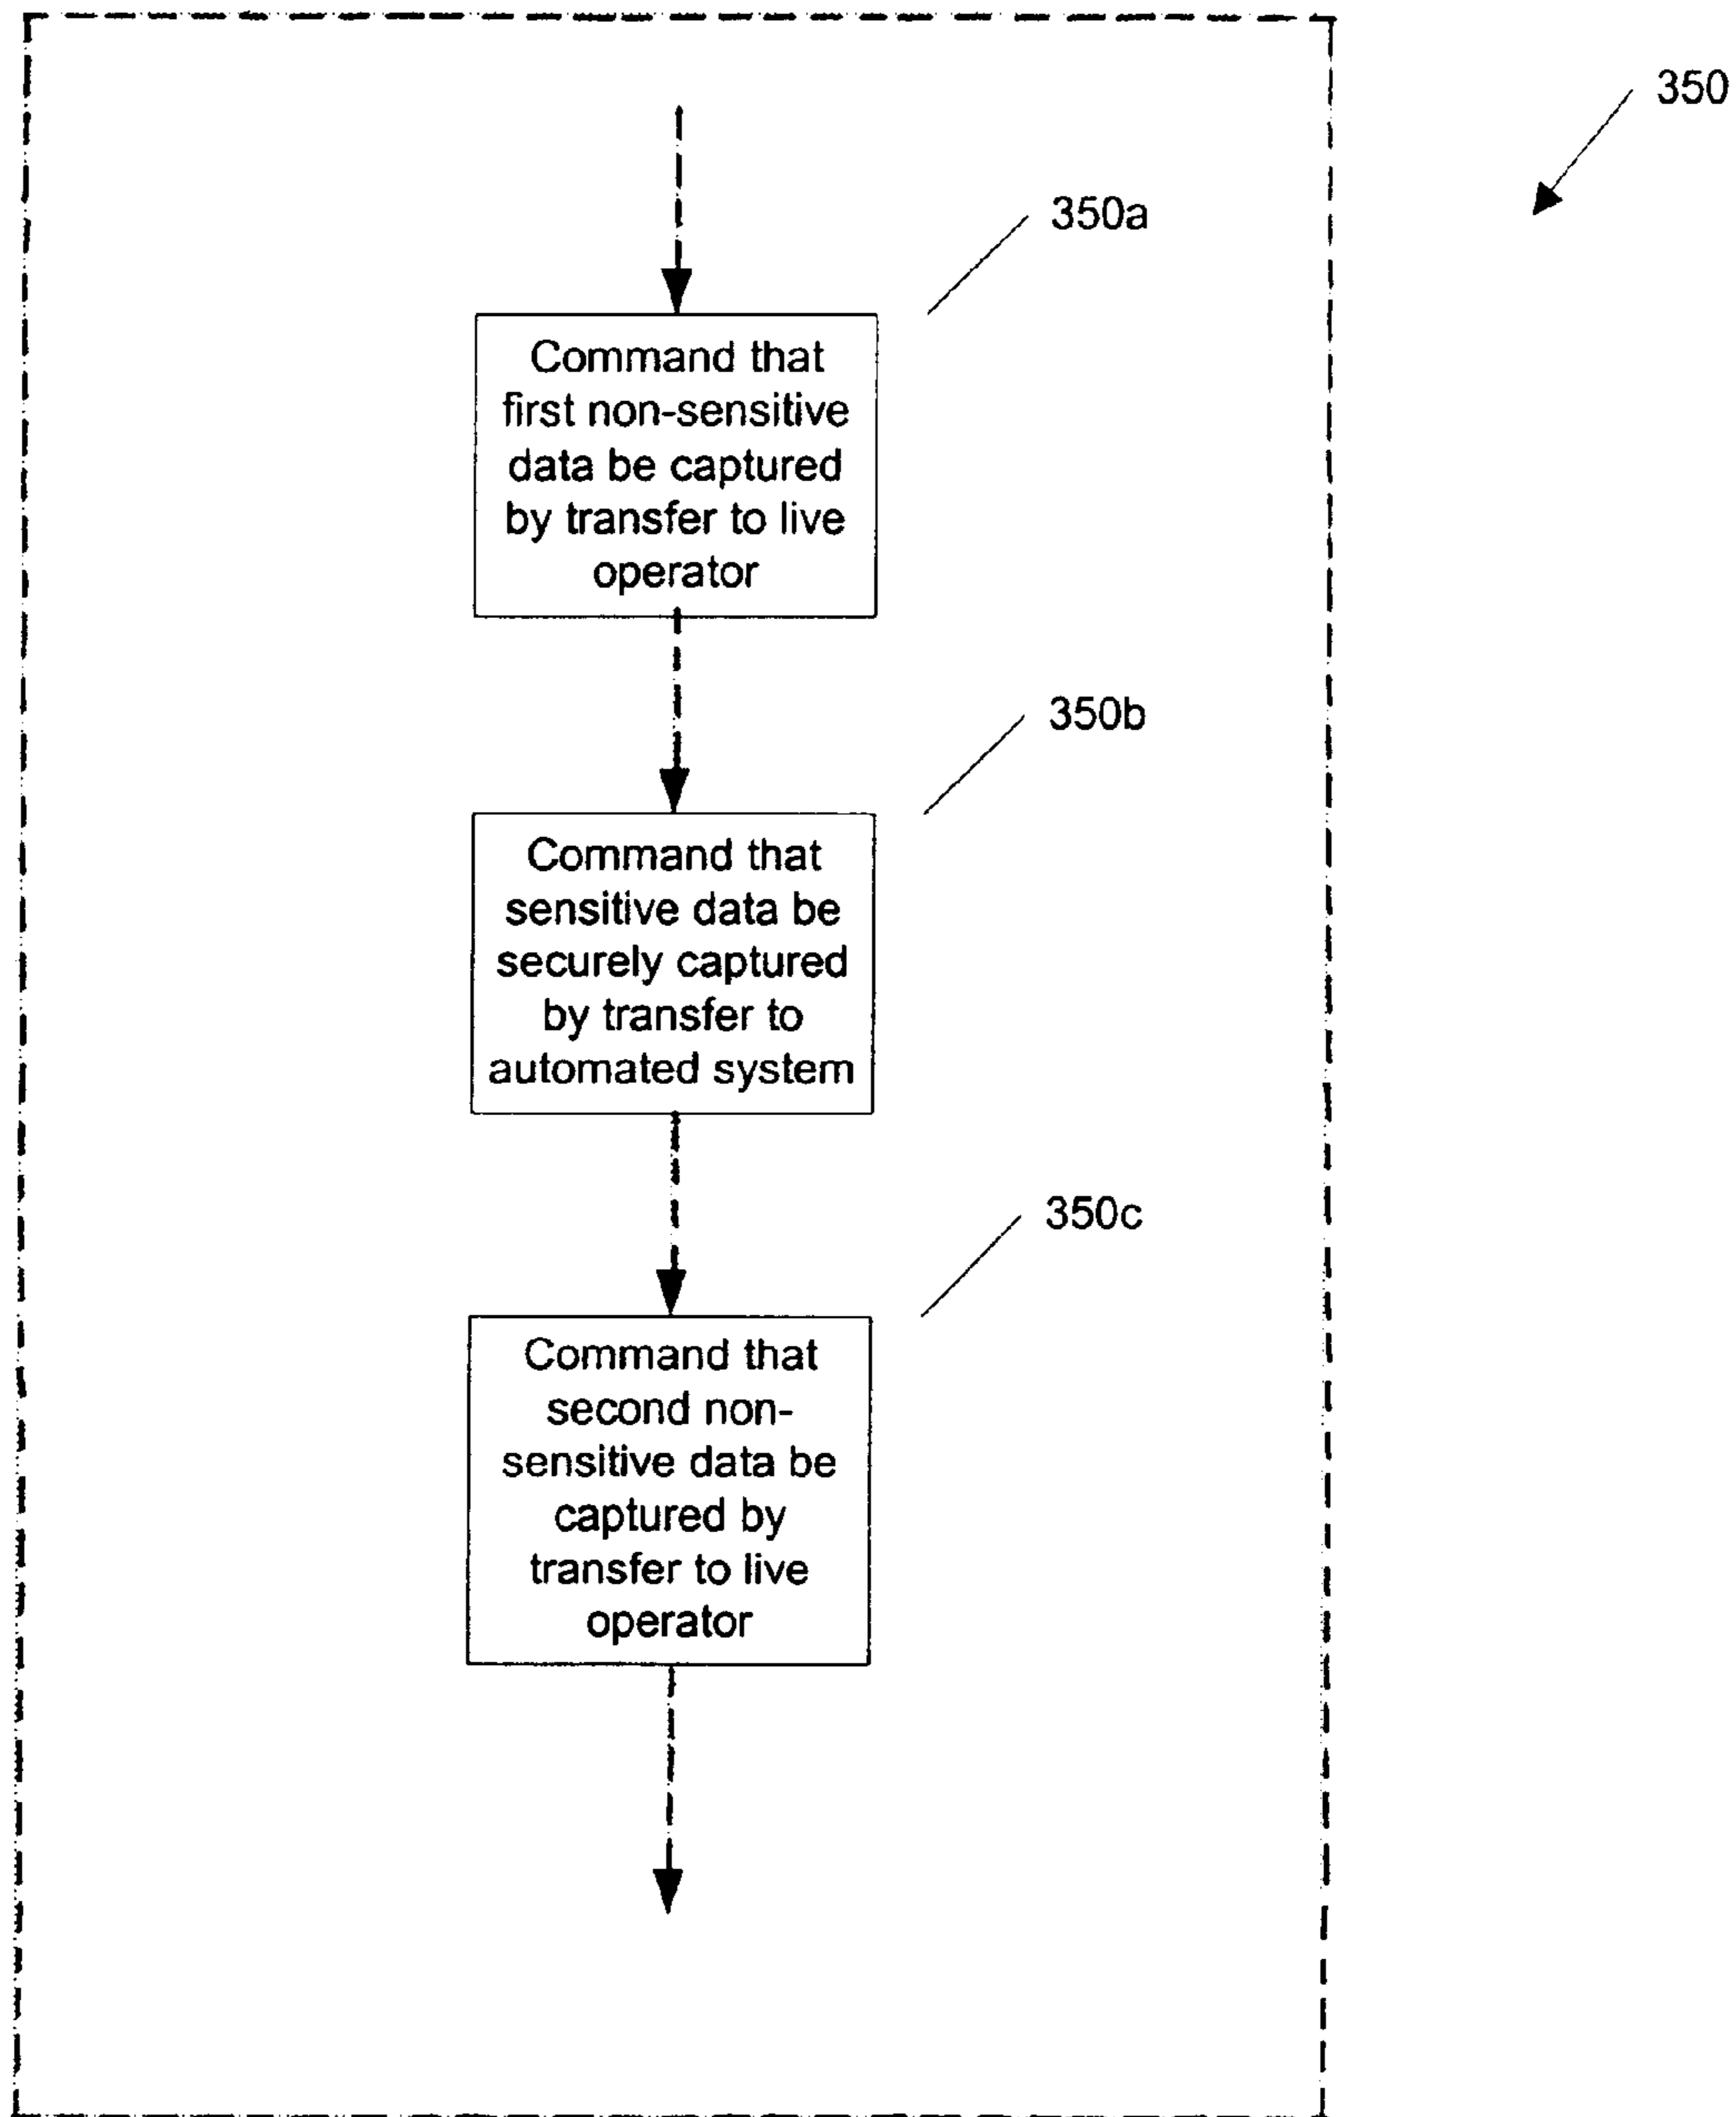 350
350a
Command that
first non-sensitive
data be captured
by transfer to live
operator
350b
Command that
sensitive data be
securely captured
by transfer to
automated system
350c
Command that
second non-
sensitive data be
captured by
transfer to live
operator